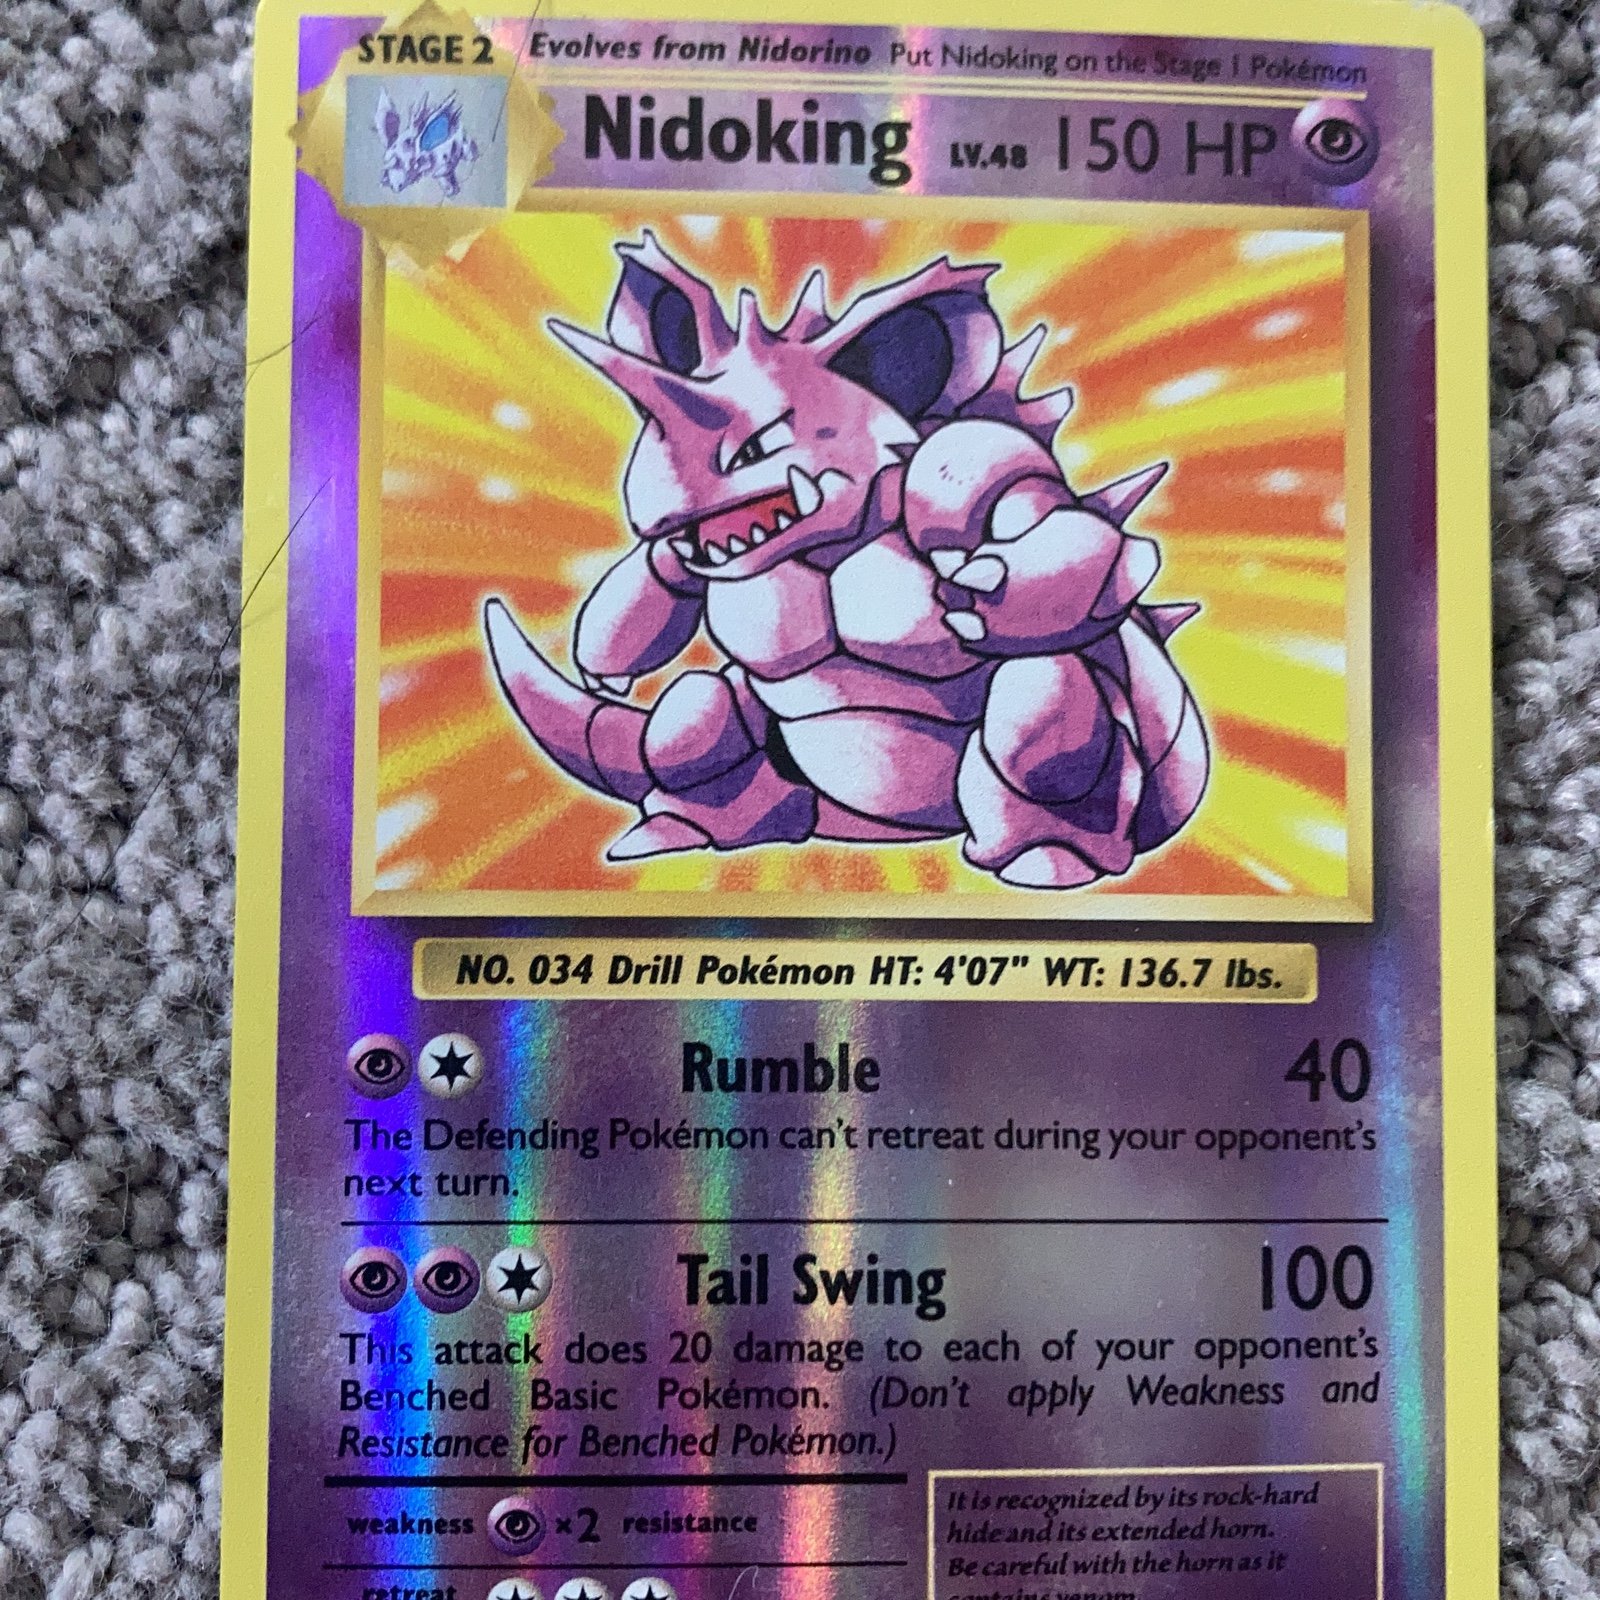 STAGE 2 Evolves from Nidorino Put Nidoking on the Stage 1 Pokémon
Nidoking LV.48 150 HP
NO. 034 Drill Pokémon HT: 4'07" WT: 136.7 lbs.
Rumble 40
The Defending Pokémon can't retreat during your opponent's
next turn.
Tail Swing 100
This attack does 20 damage to each of your opponent's
Benched Basic Pokémon. (Don't apply Weakness and
Resistance for Benched Pokémon.)
weakness ×2 resistance
retreat
It is recognized by its rock-hard
hide and its extended horn.
Be careful with the horn as it
contains venom.